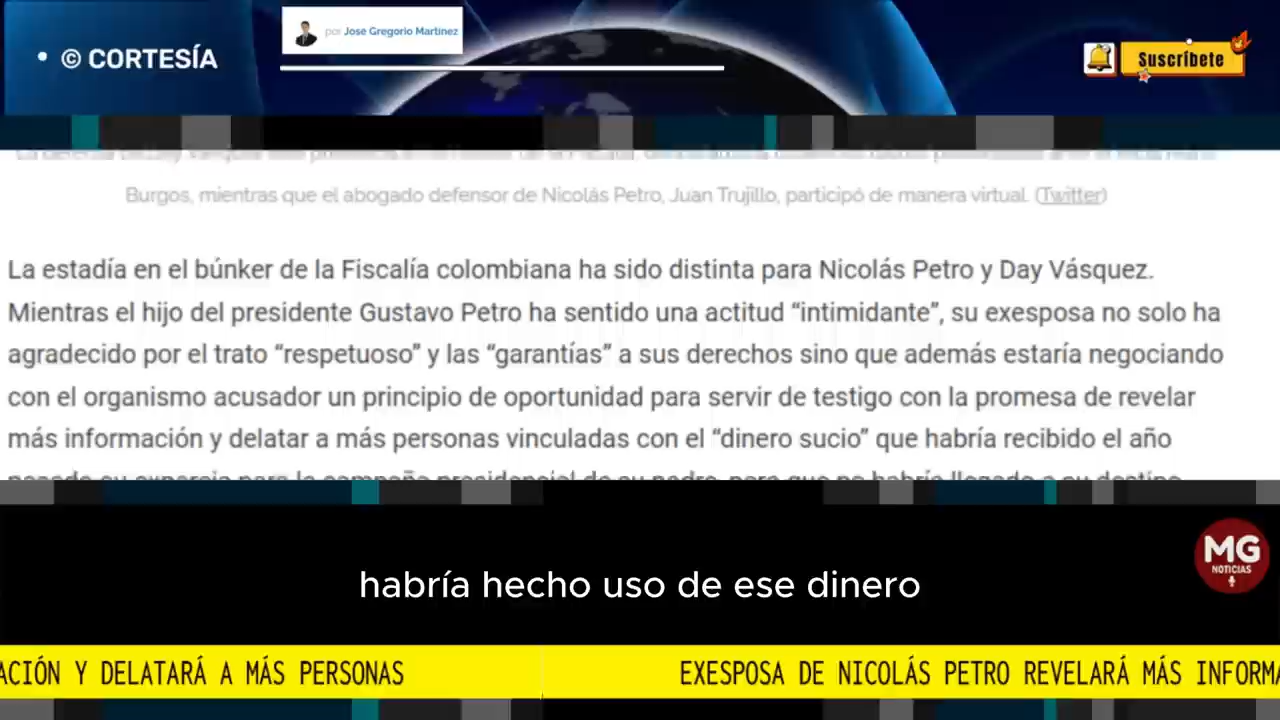 • © CORTESÍA
por José Gregorio Martínez
Suscríbete
Burgos, mientras que el abogado defensor de Nicolás Petro, Juan Trujillo, participó de manera virtual. (Twitter)
La estadía en el búnker de la Fiscalía colombiana ha sido distinta para Nicolás Petro y Day Vásquez.
Mientras el hijo del presidente Gustavo Petro ha sentido una actitud “intimidante”, su exesposa no solo ha
agradecido por el trato “respetuoso” y las “garantías” a sus derechos sino que además estaría negociando
con el organismo acusador un principio de oportunidad para servir de testigo con la promesa de revelar
más información y delatar a más personas vinculadas con el “dinero sucio” que habría recibido el año
habría hecho uso de ese dinero
MG
NOTICIAS
ACIÓN Y DELATARÁ A MÁS PERSONAS
EXESPOSA DE NICOLÁS PETRO REVELARÁ MÁS INFORMA